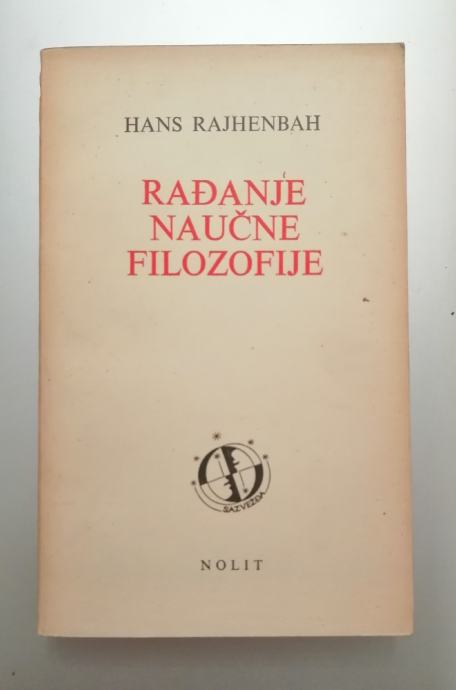 HANS RAJHENBAH
RAĐANJE
NAUČNE
FILOZOFIJE
SAZVEŽĐA
NOLIT